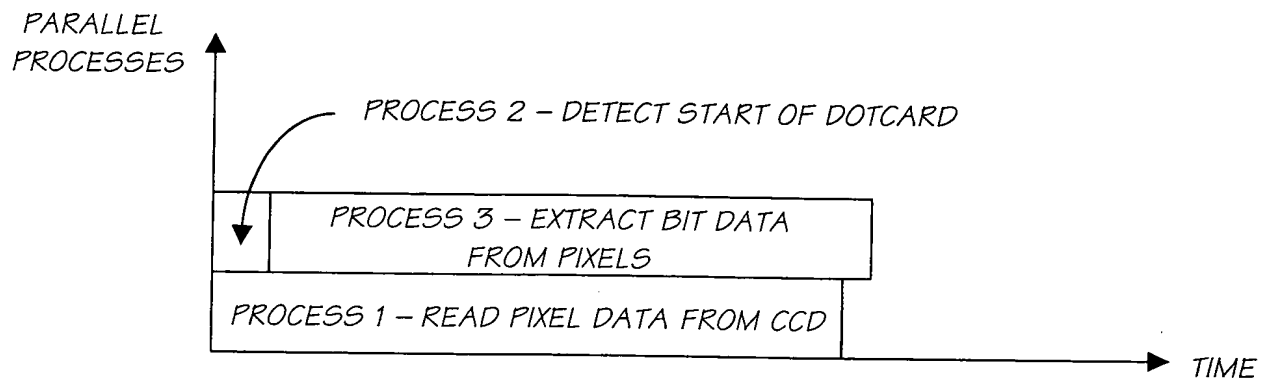 PARALLEL
PROCESSES
PROCESS 2 – DETECT START OF DOTCARD
PROCESS 3 – EXTRACT BIT DATA
FROM PIXELS
PROCESS 1 – READ PIXEL DATA FROM CCD
TIME